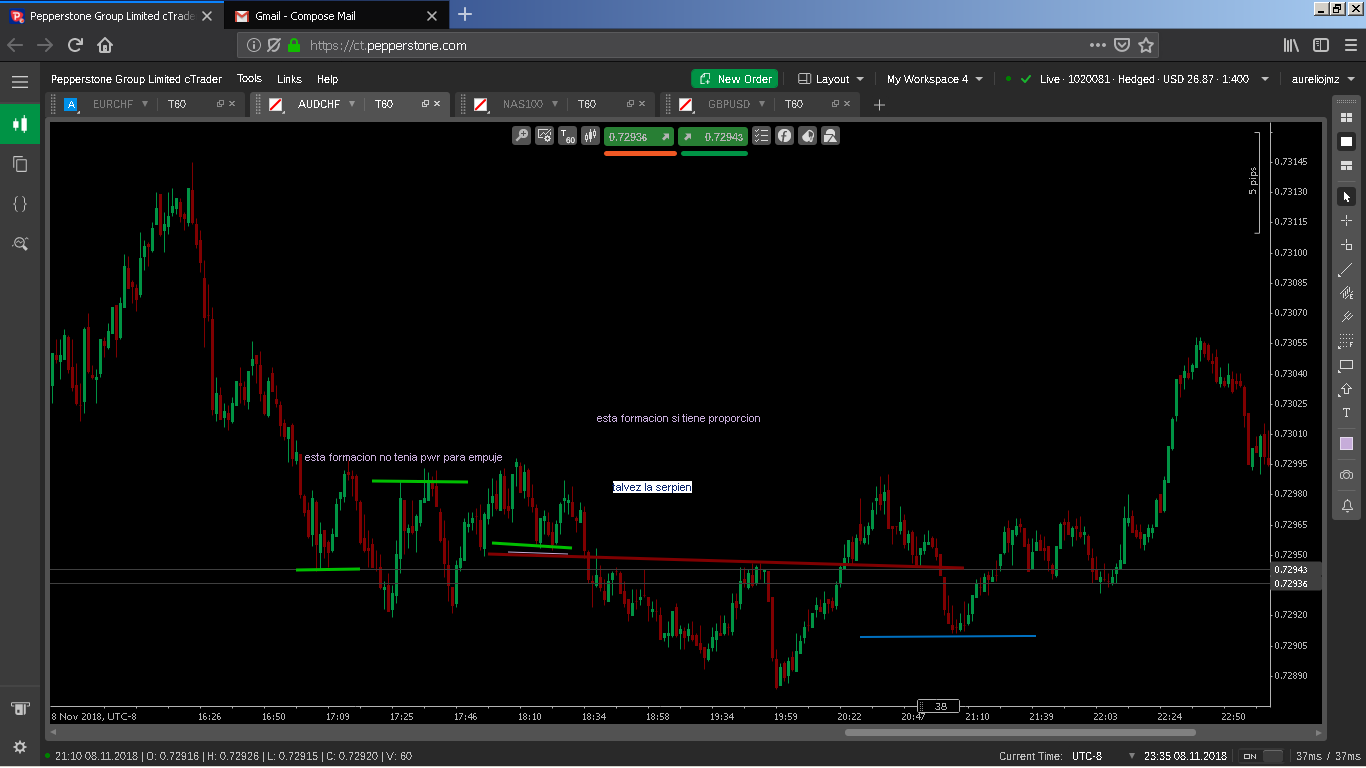 Pepperstone Group Limited cTrade
Gmail - Compose Mail
https://ct.pepperstone.com
Pepperstone Group Limited cTrader Tools Links Help New Order Layout My Workspace 4 Live · 1020081 · Hedged · USD 26.87 · 1:400 aureliojmz
A EURCHF T60 AUDCHF T60 NAS100 T60 GBPUSD T60
T60 0.72936 0.72943
5 pips
0.73145
0.73130
0.73115
0.73100
0.73085
0.73070
0.73055
0.73040
0.73025
esta formacion si tiene proporcion
0.73010
esta formacion no tenia pwr para empuje
0.72995
talvez la serpien
0.72980
0.72965
0.72950
0.72943
0.72936
0.72920
0.72905
0.72890
38
8 Nov 2018, UTC-8 16:26 16:50 17:09 17:25 17:46 18:10 18:34 18:58 19:34 19:59 20:22 20:47 21:10 21:39 22:03 22:24 22:50
21:10 08.11.2018 | O: 0.72916 | H: 0.72926 | L: 0.72915 | C: 0.72920 | V: 60 Current Time: UTC-8 23:35 08.11.2018 ON 37ms / 37ms